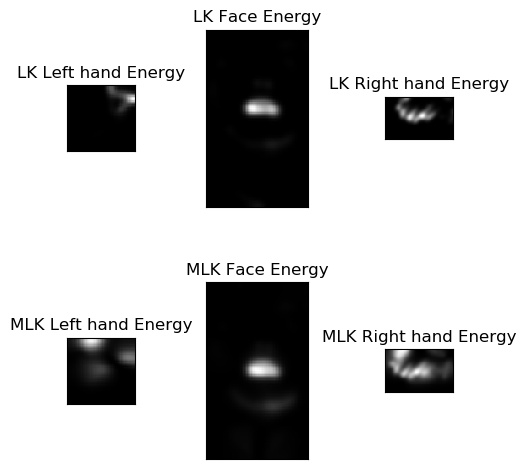 LK Face Energy
LK Left hand Energy
LK Right hand Energy
MLK Face Energy
MLK Left hand Energy
MLK Right hand Energy